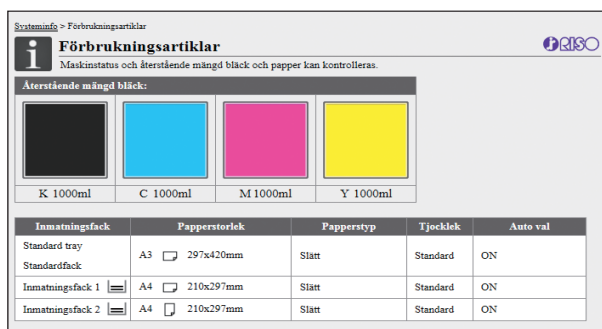 Systeminfo > Förbrukningsartiklar
Förbrukningsartiklar
RISO
Maskinstatus och återstående mängd bläck och papper kan kontrolleras.
Återstående mängd bläck:
K 1000ml C 1000ml M 1000ml Y 1000ml
Inmatningsfack Papperstorlek Papperstyp Tjocklek Auto val
Standard tray
Standardfack
A3 297x420mm Slätt Standard ON
Inmatningsfack 1 A4 210x297mm Slätt Standard ON
Inmatningsfack 2 A4 210x297mm Slätt Standard ON